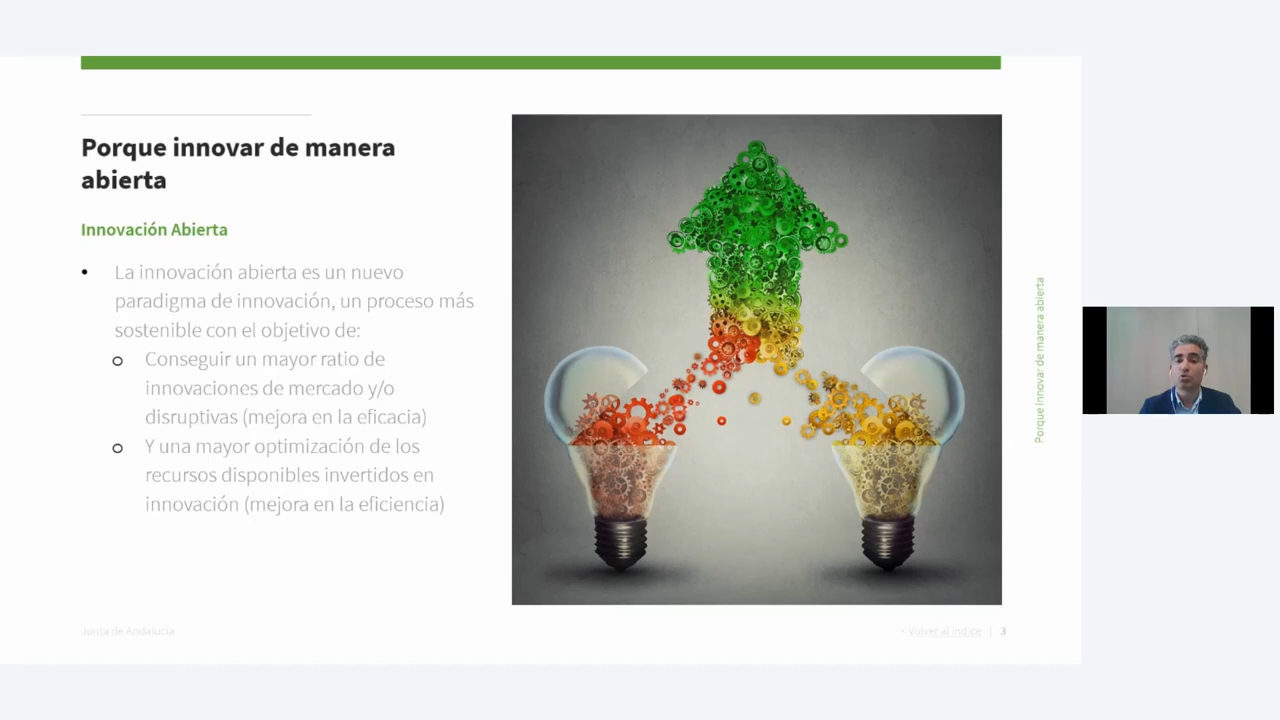 Porque innovar de manera
abierta
Innovación Abierta
• La innovación abierta es un nuevo
paradigma de innovación, un proceso más
sostenible con el objetivo de:
o Conseguir un mayor ratio de
innovaciones de mercado y/o
disruptivas (mejora en la eficacia)
o Y una mayor optimización de los
recursos disponibles invertidos en
innovación (mejora en la eficiencia)
Porque innovar de manera abierta
Junta de Andalucía
< Volver al índice | 3